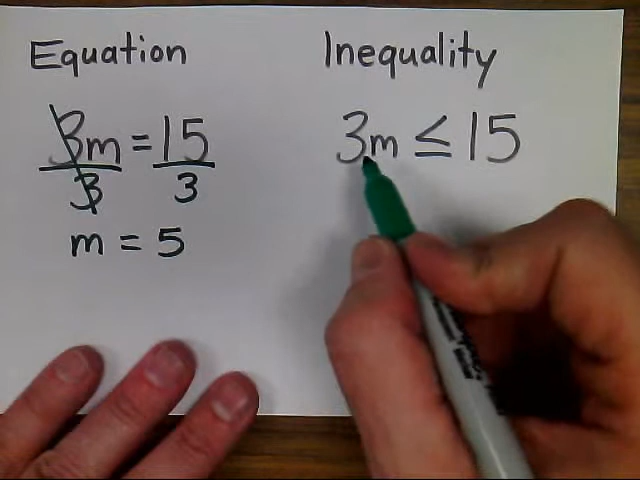 Equation
3m = 15
3 3
m = 5
Inequality
3m ≤ 15